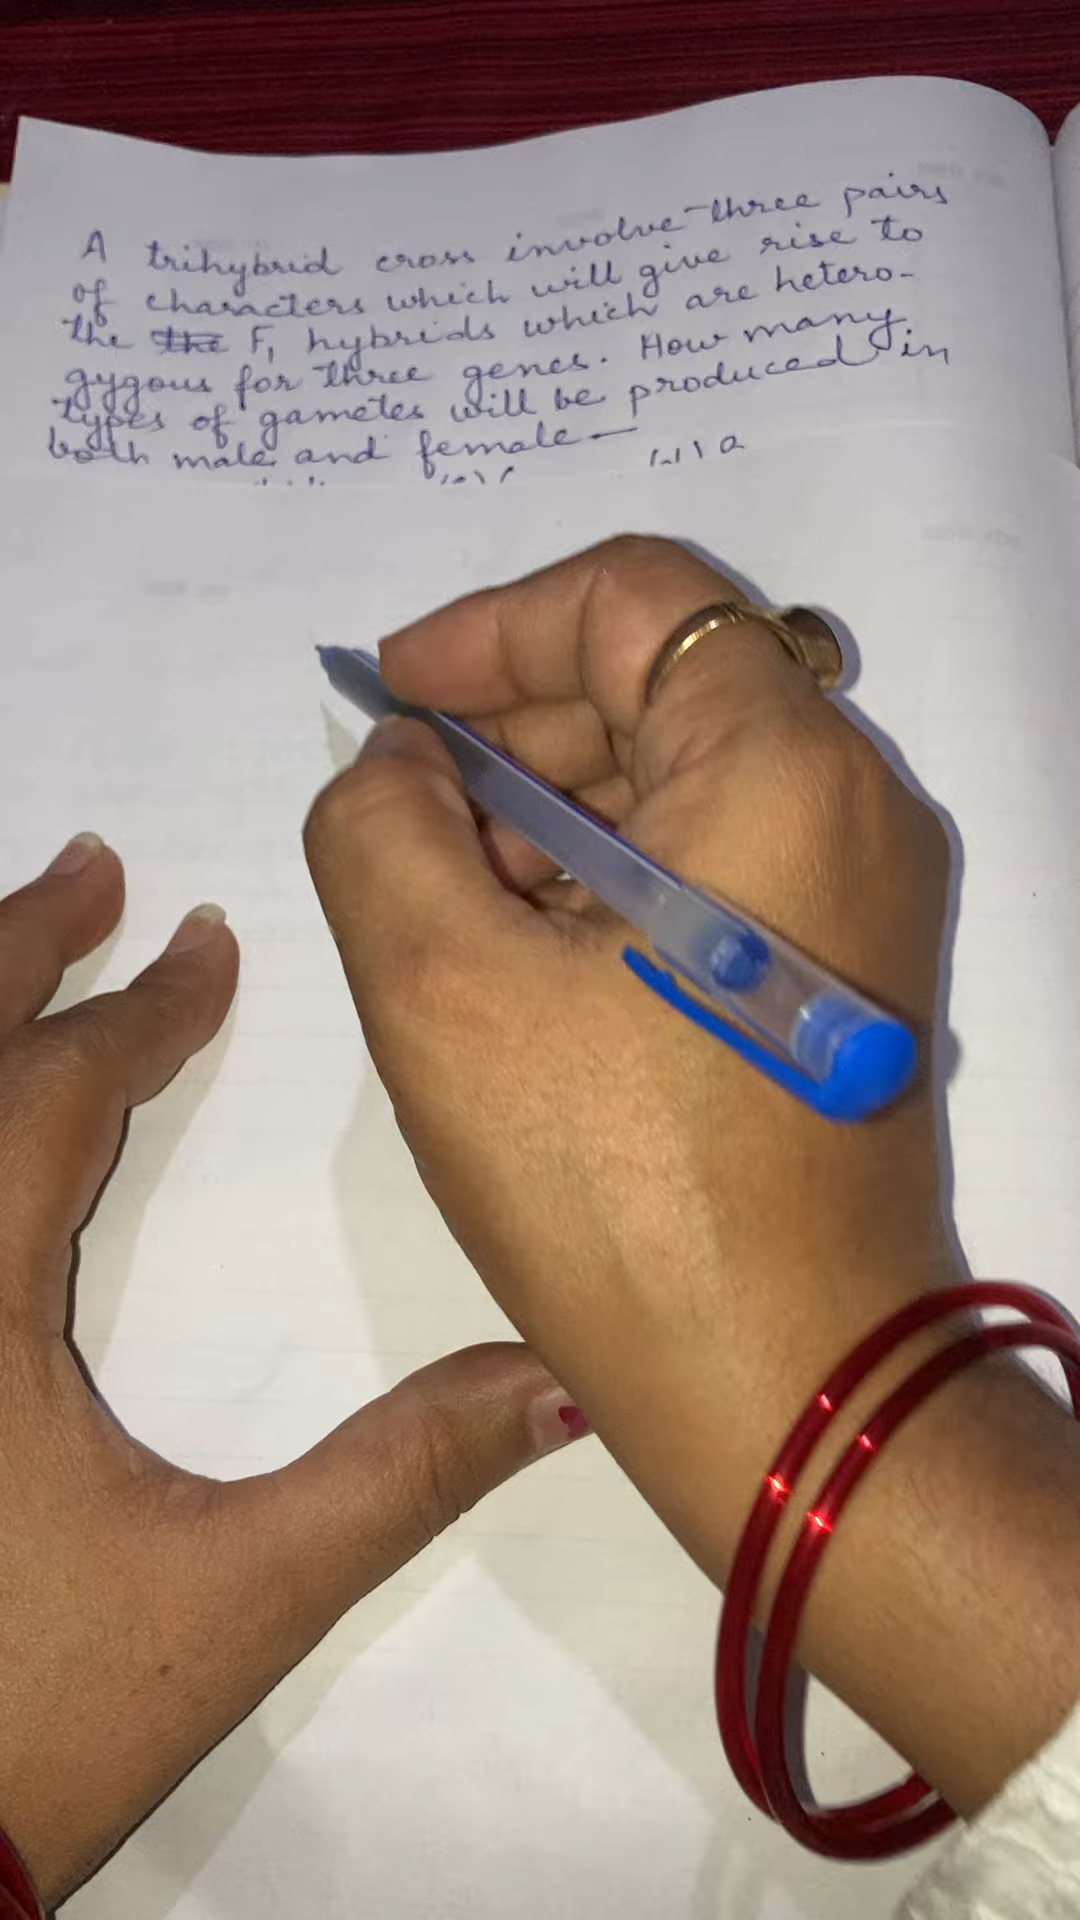 A trihybrid cross involve three pairs
of characters which will give rise to
the the F1 hybrids which are hetero-
gygous for three genes. How many
types of gametes will be produced in
both male and female —